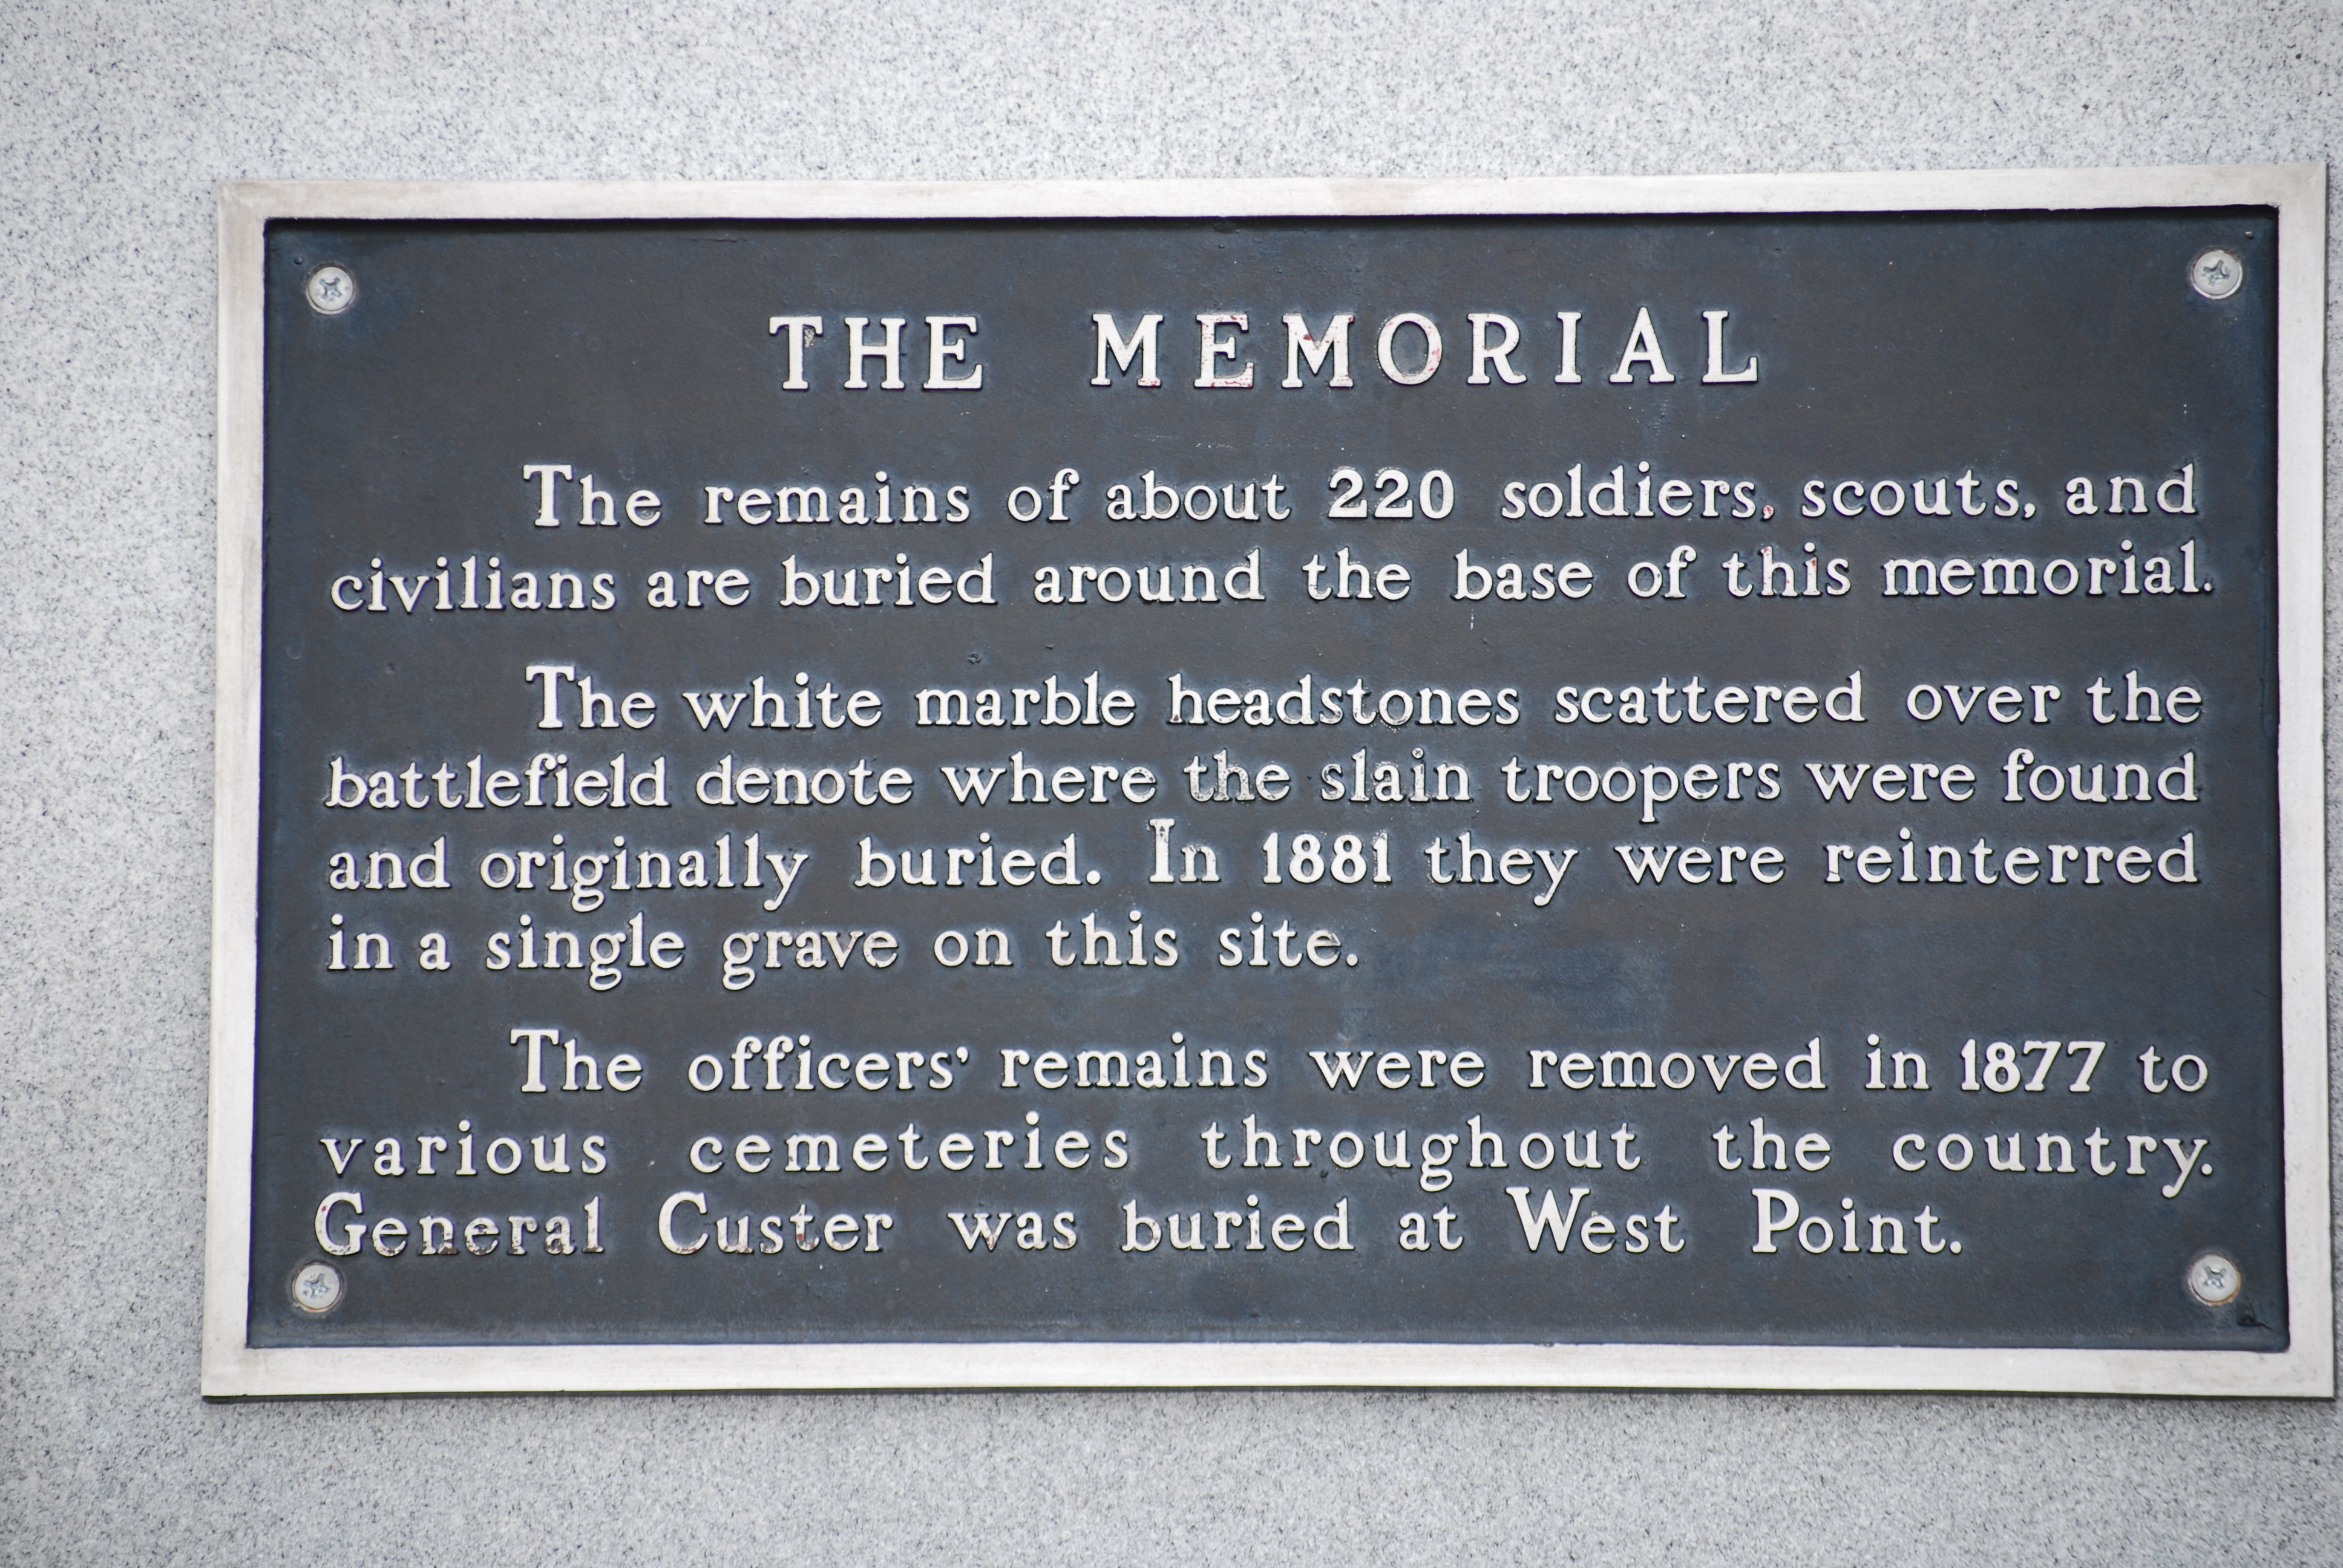 THE MEMORIAL
The remains of about 220 soldiers, scouts, and
civilians are buried around the base of this memorial.
The white marble headstones scattered over the
battlefield denote where the slain troopers were found
and originally buried. In 1881 they were reinterred
in a single grave on this site.
The officers’ remains were removed in 1877 to
various cemeteries throughout the country.
General Custer was buried at West Point.